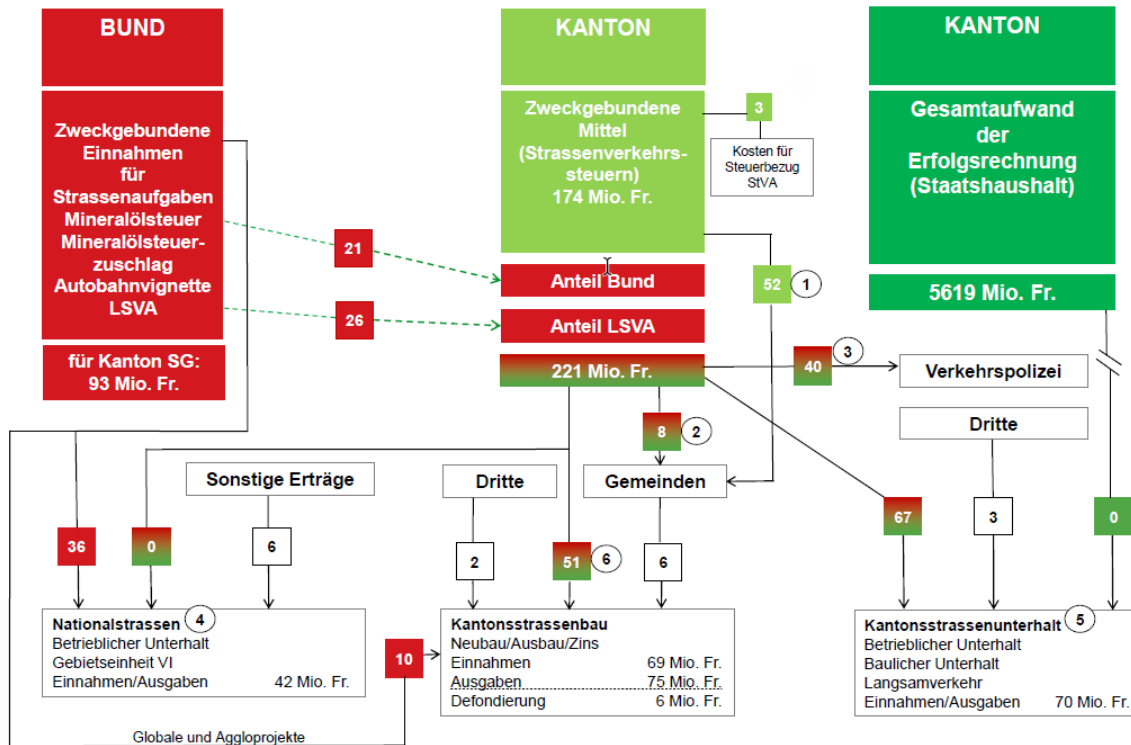 BUND
Zweckgebundene
Einnahmen
für
Strassenaufgaben
Mineralölsteuer
Mineralölsteuer-
zuschlag
Autobahnvignette
LSVA
für Kanton SG:
93 Mio. Fr.
21
26
KANTON
Zweckgebundene
Mittel
(Strassenverkehrs-
steuern)
174 Mio. Fr.
3
Kosten für
Steuerbezug
StVA
Anteil Bund
Anteil LSVA
221 Mio. Fr.
52
1
KANTON
Gesamtaufwand
der
Erfolgsrechnung
(Staatshaushalt)
5619 Mio. Fr.
40
3
Verkehrspolizei
8
2
Dritte
Sonstige Erträge
Dritte
Gemeinden
36
0
6
2
51
6
6
67
3
0
Nationalstrassen 4
Betrieblicher Unterhalt
Gebietseinheit VI
Einnahmen/Ausgaben 42 Mio. Fr.
10
Kantonsstrassenbau
Neubau/Ausbau/Zins
Einnahmen 69 Mio. Fr.
Ausgaben 75 Mio. Fr.
Defondierung 6 Mio. Fr.
Kantonsstrassenunterhalt 5
Betrieblicher Unterhalt
Baulicher Unterhalt
Langsamverkehr
Einnahmen/Ausgaben 70 Mio. Fr.
Globale und Aggloprojekte